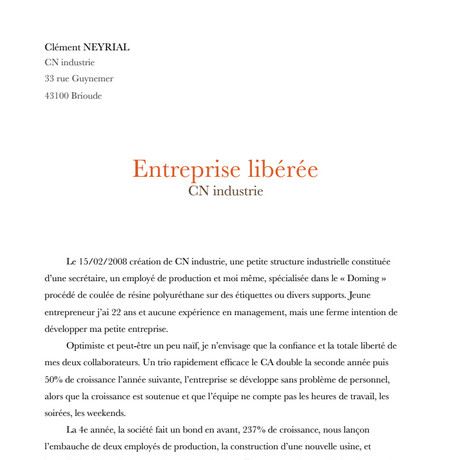 Clément NEYRIAL
CN industrie
33 rue Guynemer
43100 Brioude
Entreprise libérée
CN industrie
Le 15/02/2008 création de CN industrie, une petite structure industrielle constituée
d'une secrétaire, un employé de production et moi même, spécialisée dans le « Doming »
procédé de coulée de résine polyuréthane sur des étiquettes ou divers supports. Jeune
entrepreneur j'ai 22 ans et aucune expérience en management, mais une ferme intention de
développer ma petite entreprise.
Optimiste et peut-être un peu naïf, je n'envisage que la confiance et la totale liberté de
mes deux collaborateurs. Un trio rapidement efficace le CA double la seconde année puis
50% de croissance l'année suivante, l'entreprise se développe sans problème de personnel,
alors que la croissance est soutenue et que l'équipe ne compte pas les heures de travail, les
soirées, les weekends.
La 4e année, la société fait un bond en avant, 237% de croissance, nous lançon
l'embauche de deux employés de production, la construction d'une nouvelle usine, et